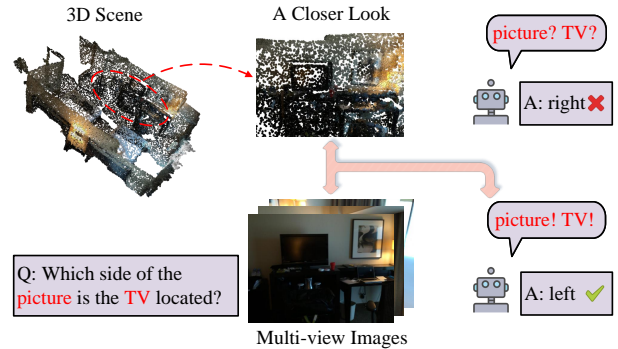 3D Scene
A Closer Look
picture? TV?
A: right
picture! TV!
Q: Which side of the
picture is the TV located?
A: left
Multi-view Images